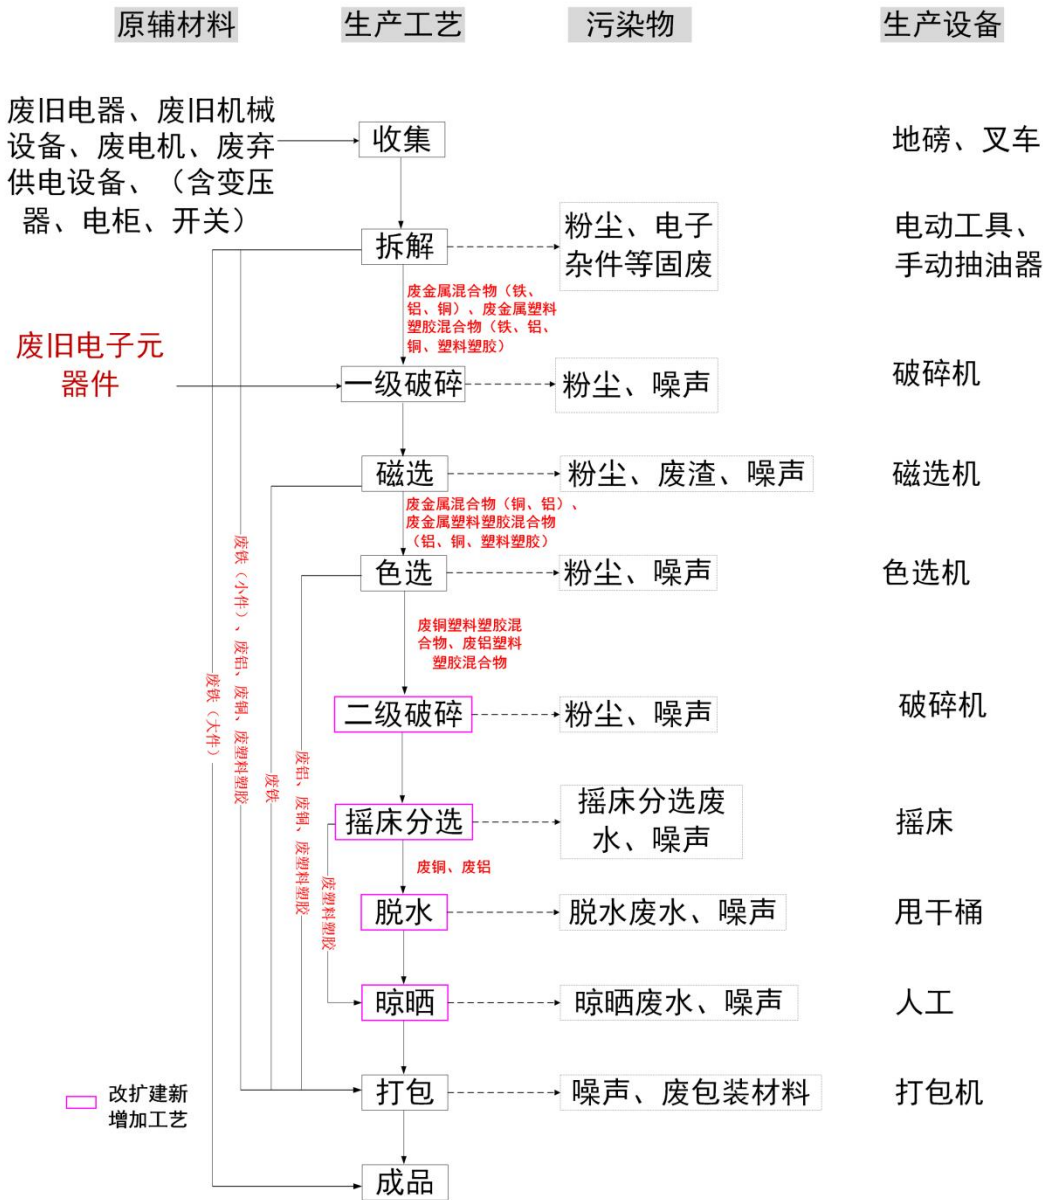 原辅材料
生产工艺
污染物
生产设备
废旧电器、废旧机械
设备、废电机、废弃
供电设备、（含变压
器、电柜、开关）
收集
地磅、叉车
拆解
粉尘、电子
杂件等固废
电动工具、
手动抽油器
废金属混合物（铁、
铝、铜）、废金属塑料
塑胶混合物（铁、铝、
铜、塑料塑胶）
废旧电子元
器件
一级破碎
粉尘、噪声
破碎机
磁选
粉尘、废渣、噪声
磁选机
废金属混合物（铜、铝）、
废金属塑料塑胶混合物
（铝、铜、塑料塑胶）
色选
粉尘、噪声
色选机
废铜塑料塑胶混
合物、废铝塑料
塑胶混合物
二级破碎
粉尘、噪声
破碎机
废铁（大件）
废铁（小件）、废铝、废铜、废塑料塑胶
废铁
废铝、废铜、废塑料塑胶
摇床分选
摇床分选废
水、噪声
摇床
废铜、废铝
废塑料塑胶
脱水
脱水废水、噪声
甩干桶
晾晒
晾晒废水、噪声
人工
打包
噪声、废包装材料
打包机
改扩建新
增加工艺
成品